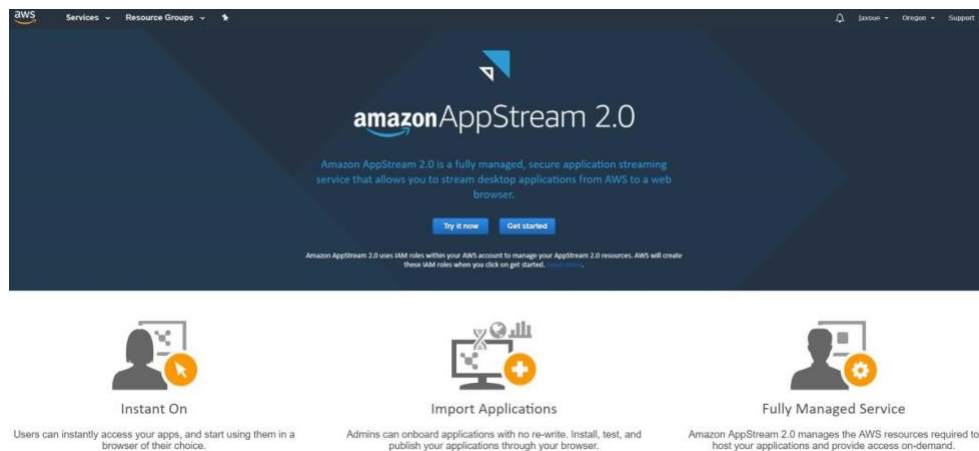 aws Services Resource Groups jaxsue Oregon Support
amazon AppStream 2.0
Amazon AppStream 2.0 is a fully managed, secure application streaming
service that allows you to stream desktop applications from AWS to a web
browser.
Try it now Get started
Amazon AppStream 2.0 uses IAM roles within your AWS account to manage your AppStream 2.0 resources. AWS will create
these IAM roles when you click on get started. Learn more.
Instant On
Users can instantly access your apps, and start using them in a
browser of their choice.
Import Applications
Admins can onboard applications with no re-write. Install, test, and
publish your applications through your browser.
Fully Managed Service
Amazon AppStream 2.0 manages the AWS resources required to
host your applications and provide access on-demand.